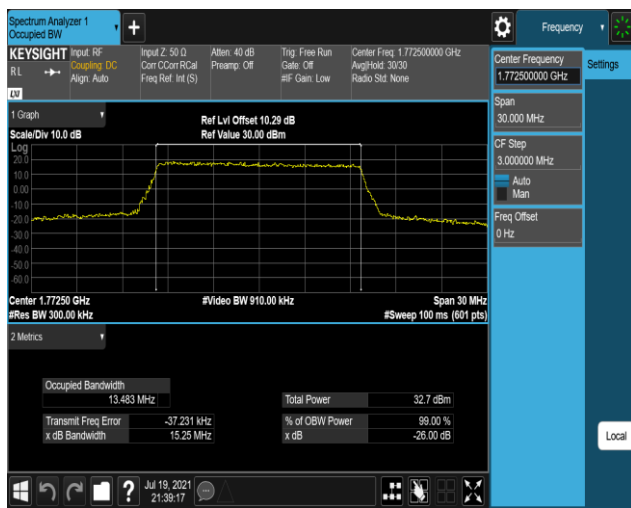 Spectrum Analyzer 1
Occupied BW
+
Frequency
KEYSIGHT Input: RF Input Z: 50 Ω Atten: 40 dB Trig: Free Run Center Freq: 1.772500000 GHz
RL Coupling: DC Corr CCorr RCal Preamp: Off Gate: Off Avg|Hold: 30/30
Align: Auto Freq Ref: Int (S) #IF Gain: Low Radio Std: None
LXI
Center Frequency
1.772500000 GHz
Settings
Span
30.000 MHz
CF Step
3.000000 MHz
Auto
Man
Freq Offset
0 Hz
Local
1 Graph
Ref Lvl Offset 10.29 dB
Scale/Div 10.0 dB Ref Value 30.00 dBm
Log
20.0
10.0
0.00
-10.0
-20.0
-30.0
-40.0
-50.0
-60.0
Center 1.77250 GHz #Video BW 910.00 kHz Span 30 MHz
#Res BW 300.00 kHz #Sweep 100 ms (601 pts)
2 Metrics
Occupied Bandwidth
13.483 MHz Total Power 32.7 dBm
Transmit Freq Error -37.231 kHz % of OBW Power 99.00 %
x dB Bandwidth 15.25 MHz x dB -26.00 dB
? Jul 19, 2021
21:39:17